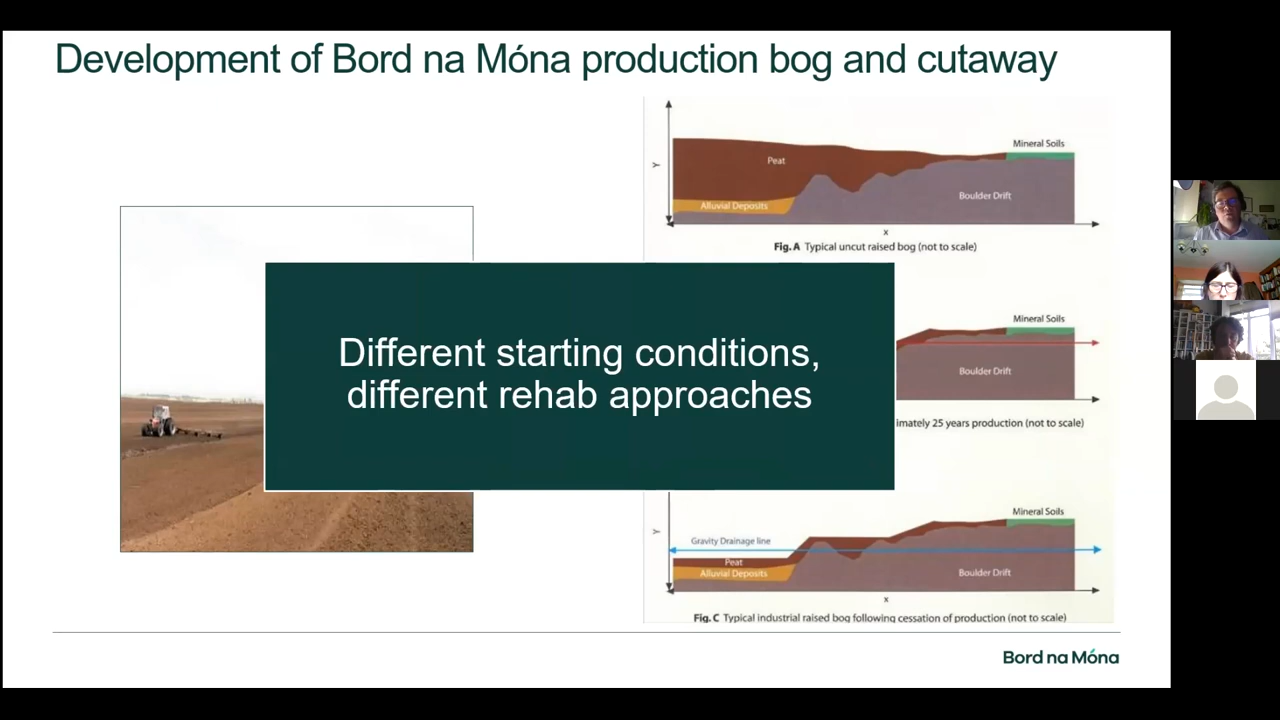 Development of Bord na Móna production bog and cutaway
Y
Peat
Alluvial Deposits
Mineral Soils
Boulder Drift
x
Fig. A Typical uncut raised bog (not to scale)
Different starting conditions,
different rehab approaches
Mineral Soils
Boulder Drift
imately 25 years production (not to scale)
Y
Gravity Drainage line
Peat
Alluvial Deposits
Mineral Soils
Boulder Drift
x
Fig. C Typical industrial raised bog following cessation of production (not to scale)
Bord na Móna